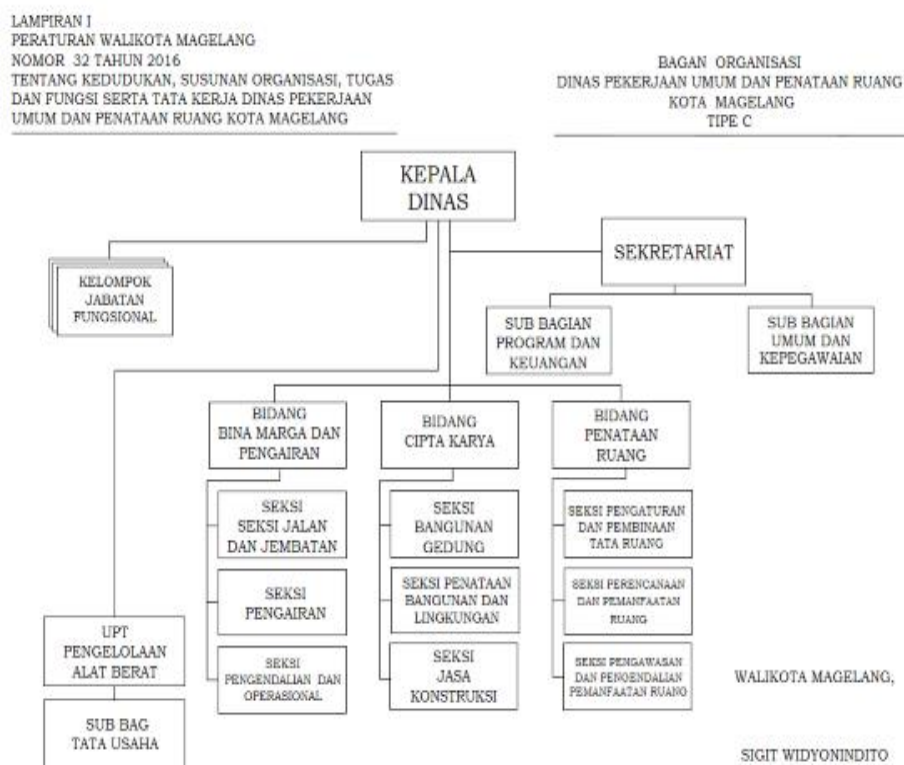 LAMPIRAN I
PERATURAN WALIKOTA MAGELANG
NOMOR 32 TAHUN 2016
TENTANG KEDUDUKAN, SUSUNAN ORGANISASI, TUGAS
DAN FUNGSI SERTA TATA KERJA DINAS PEKERJAAN
UMUM DAN PENATAAN RUANG KOTA MAGELANG
BAGAN ORGANISASI
DINAS PEKERJAAN UMUM DAN PENATAAN RUANG
KOTA MAGELANG
TIPE C
KEPALA
DINAS
SEKRETARIAT
KELOMPOK
JABATAN
FUNGSIONAL
SUB BAGIAN
PROGRAM DAN
KEUANGAN
SUB BAGIAN
UMUM DAN
KEPEGAWAIAN
BIDANG
BINA MARGA DAN
PENGAIRAN
BIDANG
CIPTA KARYA
BIDANG
PENATAAN
RUANG
SEKSI
SEKSI JALAN
DAN JEMBATAN
SEKSI
BANGUNAN
GEDUNG
SEKSI PENGATURAN
DAN PEMBINAAN
TATA RUANG
SEKSI
PENGAIRAN
SEKSI PENATAAN
BANGUNAN DAN
LINGKUNGAN
SEKSI PERENCANAAN
DAN PEMANFAATAN
RUANG
UPT
PENGELOLAAN
ALAT BERAT
SEKSI
PENGENDALIAN DAN
OPERASIONAL
SEKSI
JASA
KONSTRUKSI
SEKSI PENGAWASAN
DAN PENGENDALIAN
PEMANFAATAN RUANG
SUB BAG
TATA USAHA
WALIKOTA MAGELANG,
SIGIT WIDYONINDITO